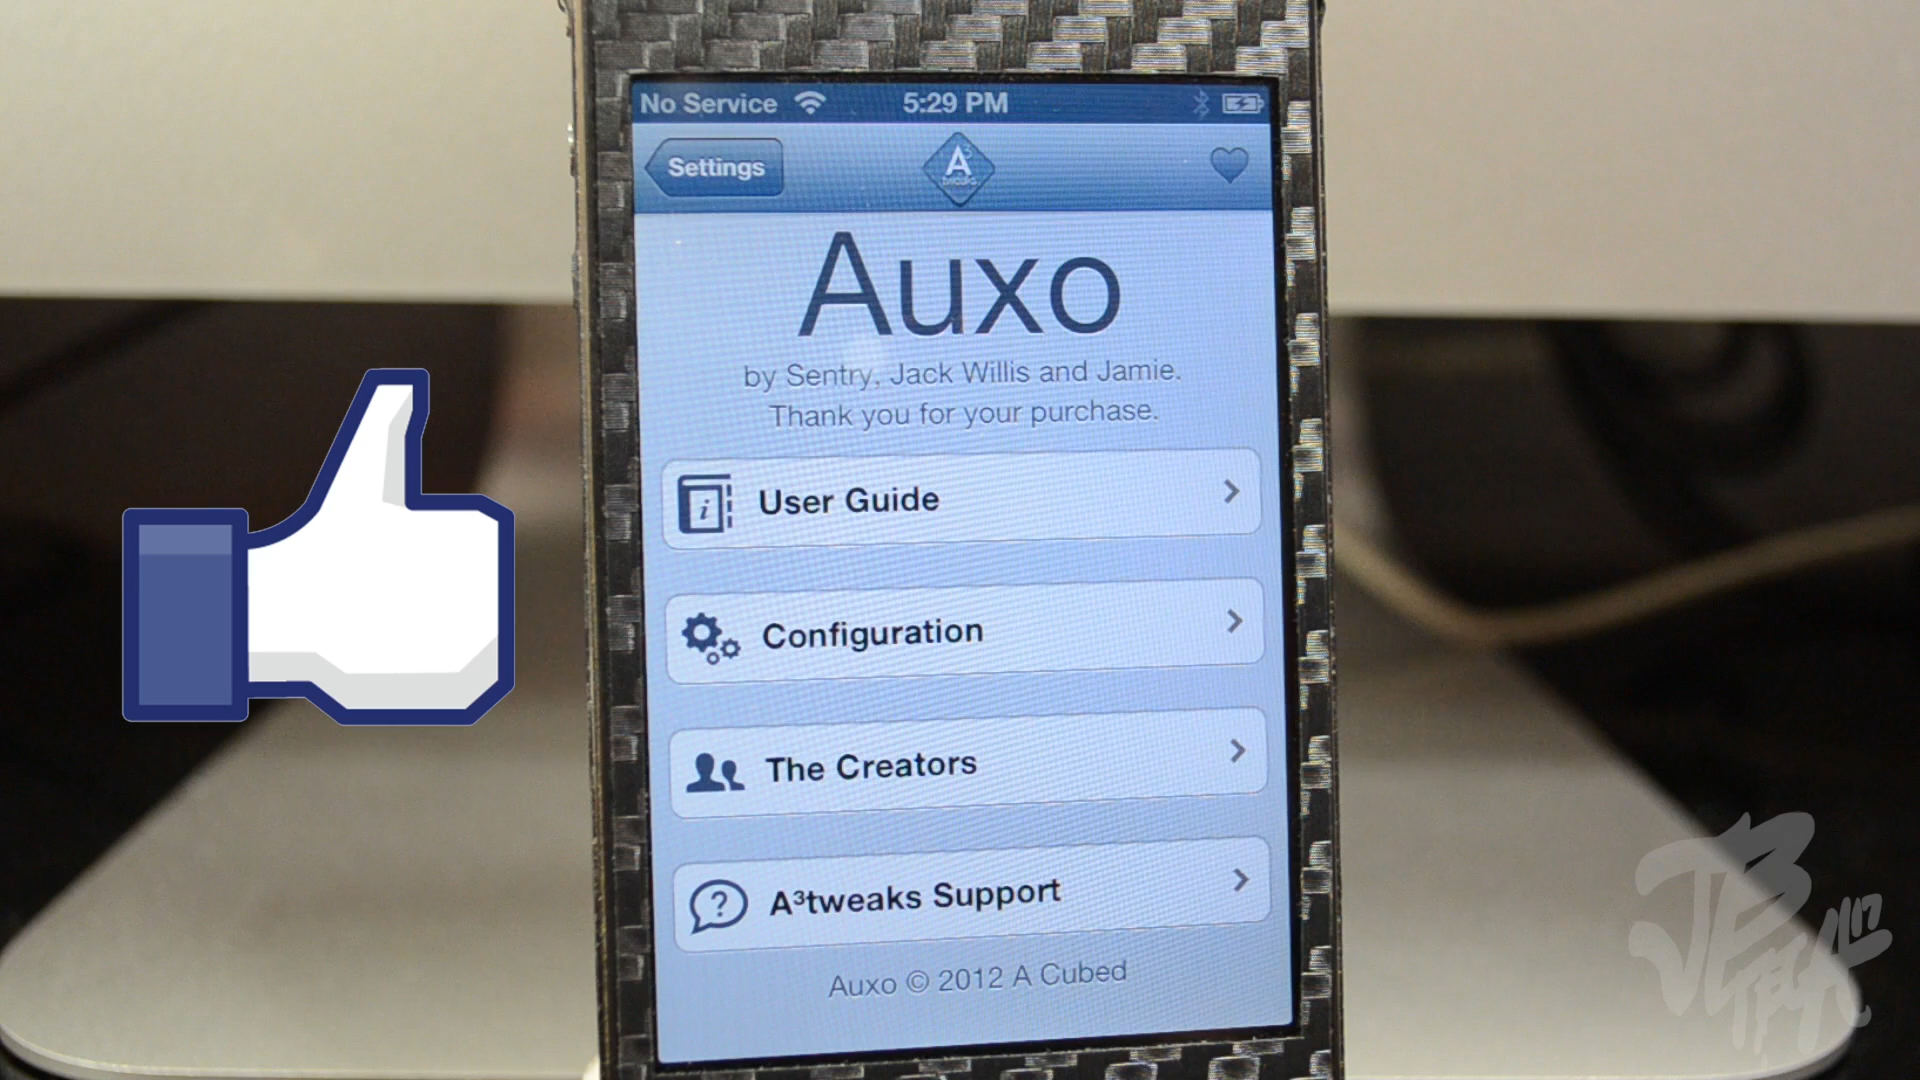 No Service 5:29 PM
Settings
A
Auxo
by Sentry, Jack Willis and Jamie.
Thank you for your purchase.
User Guide
Configuration
The Creators
A³tweaks Support
Auxo © 2012 A Cubed